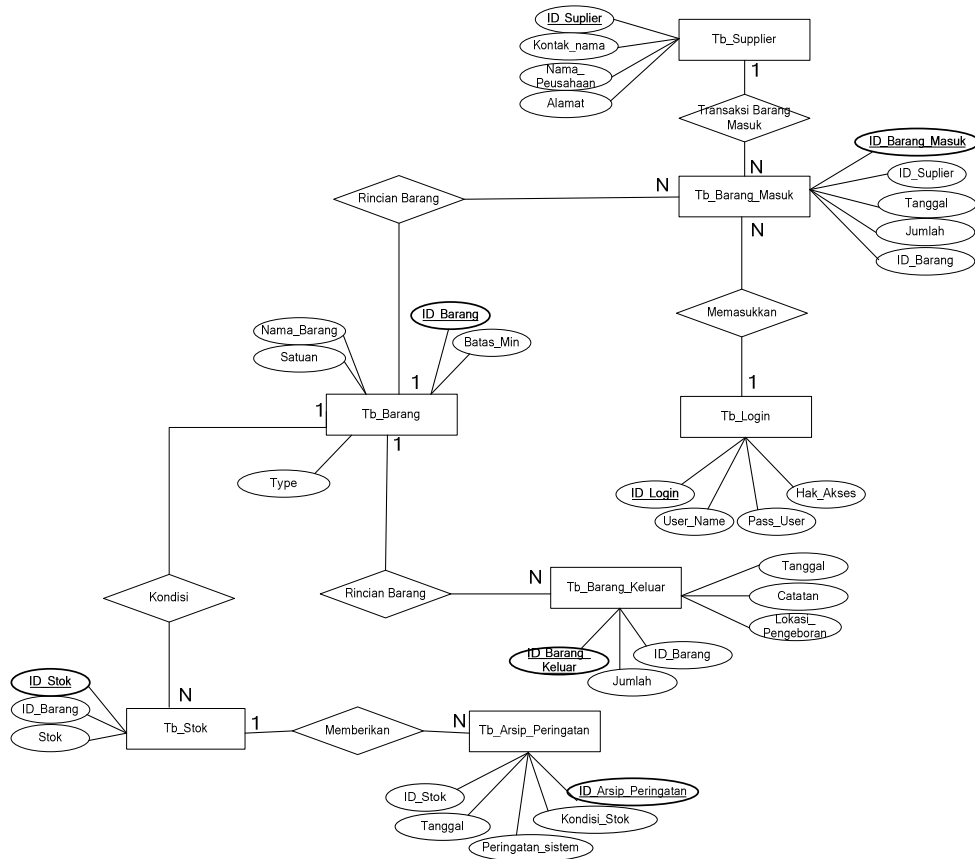 ID_Suplier
Kontak_nama
Nama_
Peusahaan
Alamat
Tb_Supplier
1
Transaksi Barang
Masuk
N
ID_Barang_Masuk
ID_Suplier
Tanggal
Jumlah
ID_Barang
Rincian Barang
N
Tb_Barang_Masuk
N
Memasukkan
1
Tb_Login
ID_Login
User_Name
Pass_User
Hak_Akses
Nama_Barang
Satuan
ID_Barang
Batas_Min
1
1
Tb_Barang
1
Type
Kondisi
Rincian Barang
N
Tb_Barang_Keluar
Tanggal
Catatan
Lokasi_
Pengeboran
ID_Barang_
Keluar
Jumlah
ID_Barang
N
ID_Stok
ID_Barang
Stok
Tb_Stok
1
Memberikan
N
Tb_Arsip_Peringatan
ID_Stok
Tanggal
Peringatan_sistem
Kondisi_Stok
ID_Arsip_Peringatan